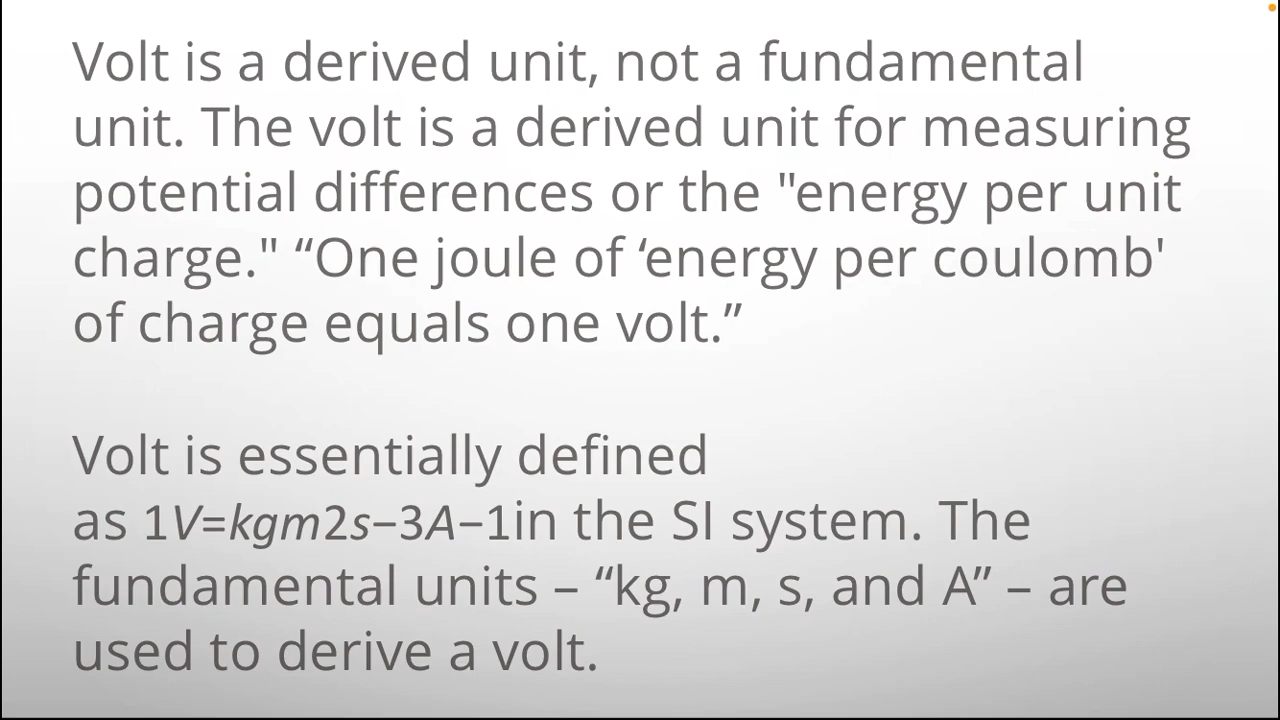 Volt is a derived unit, not a fundamental
unit. The volt is a derived unit for measuring
potential differences or the "energy per unit
charge." “One joule of ‘energy per coulomb'
of charge equals one volt.”
Volt is essentially defined
as 1V=kgm2s−3A−1in the SI system. The
fundamental units – “kg, m, s, and A” – are
used to derive a volt.